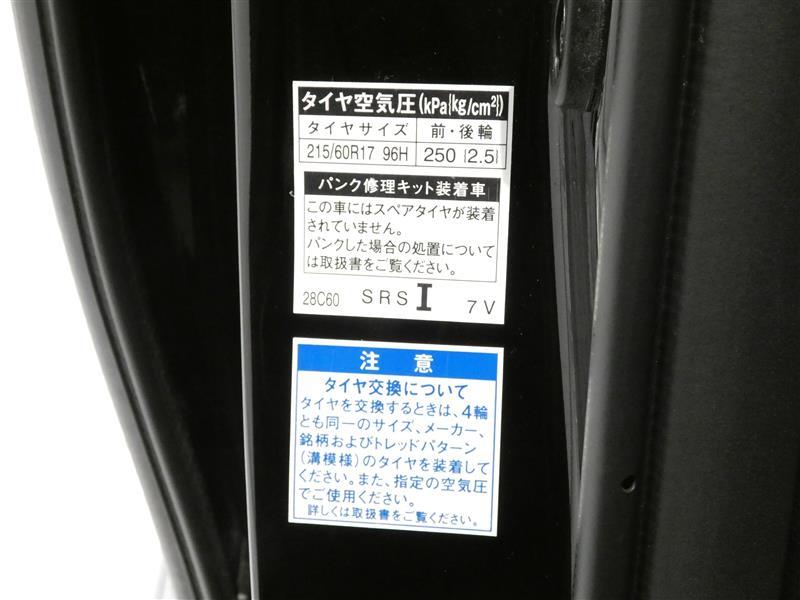 タイヤ空気圧(kPa{kg/cm²})
タイヤサイズ 前・後輪
215/60R17 96H 250 {2.5}
パンク修理キット装着車
この車にはスペアタイヤが装着
されていません。
パンクした場合の処置について
は取扱書をご覧ください。
28C60 SRS I 7V
注意
タイヤ交換について
タイヤを交換するときは、4輪
とも同一のサイズ、メーカー、
銘柄およびトレッドパターン
(溝模様)のタイヤを装着して
ください。また、指定の空気圧
でご使用ください。
詳しくは取扱書をご覧ください。